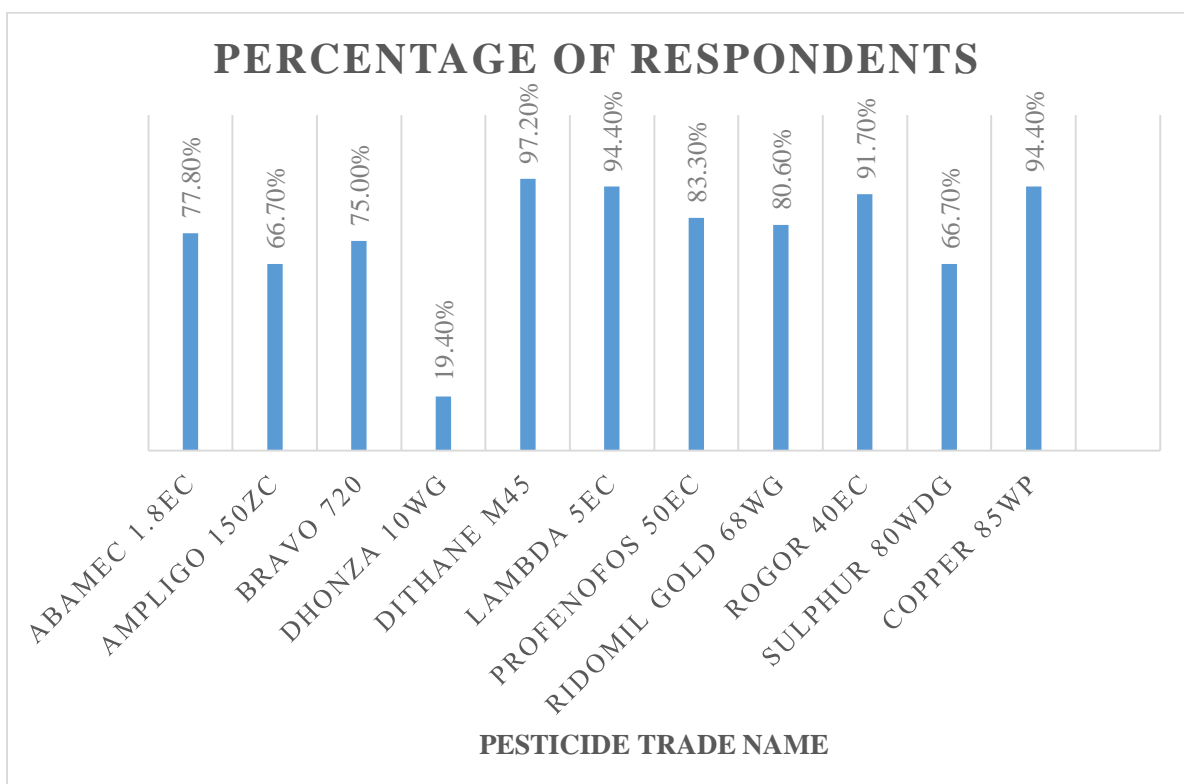 PERCENTAGE OF RESPONDENTS
77.80%
66.70%
75.00%
19.40%
97.20%
94.40%
83.30%
80.60%
91.70%
66.70%
94.40%
ABAMEC 1.8EC
AMPLIGO 150ZC
BRAVO 720
DHONZA 10WG
DITHANE M45
LAMBDA 5EC
PROFENOFOS 50EC
RIDOMIL GOLD 68WG
ROGOR 40EC
SULPHUR 80WDG
COPPER 85WP
PESTICIDE TRADE NAME